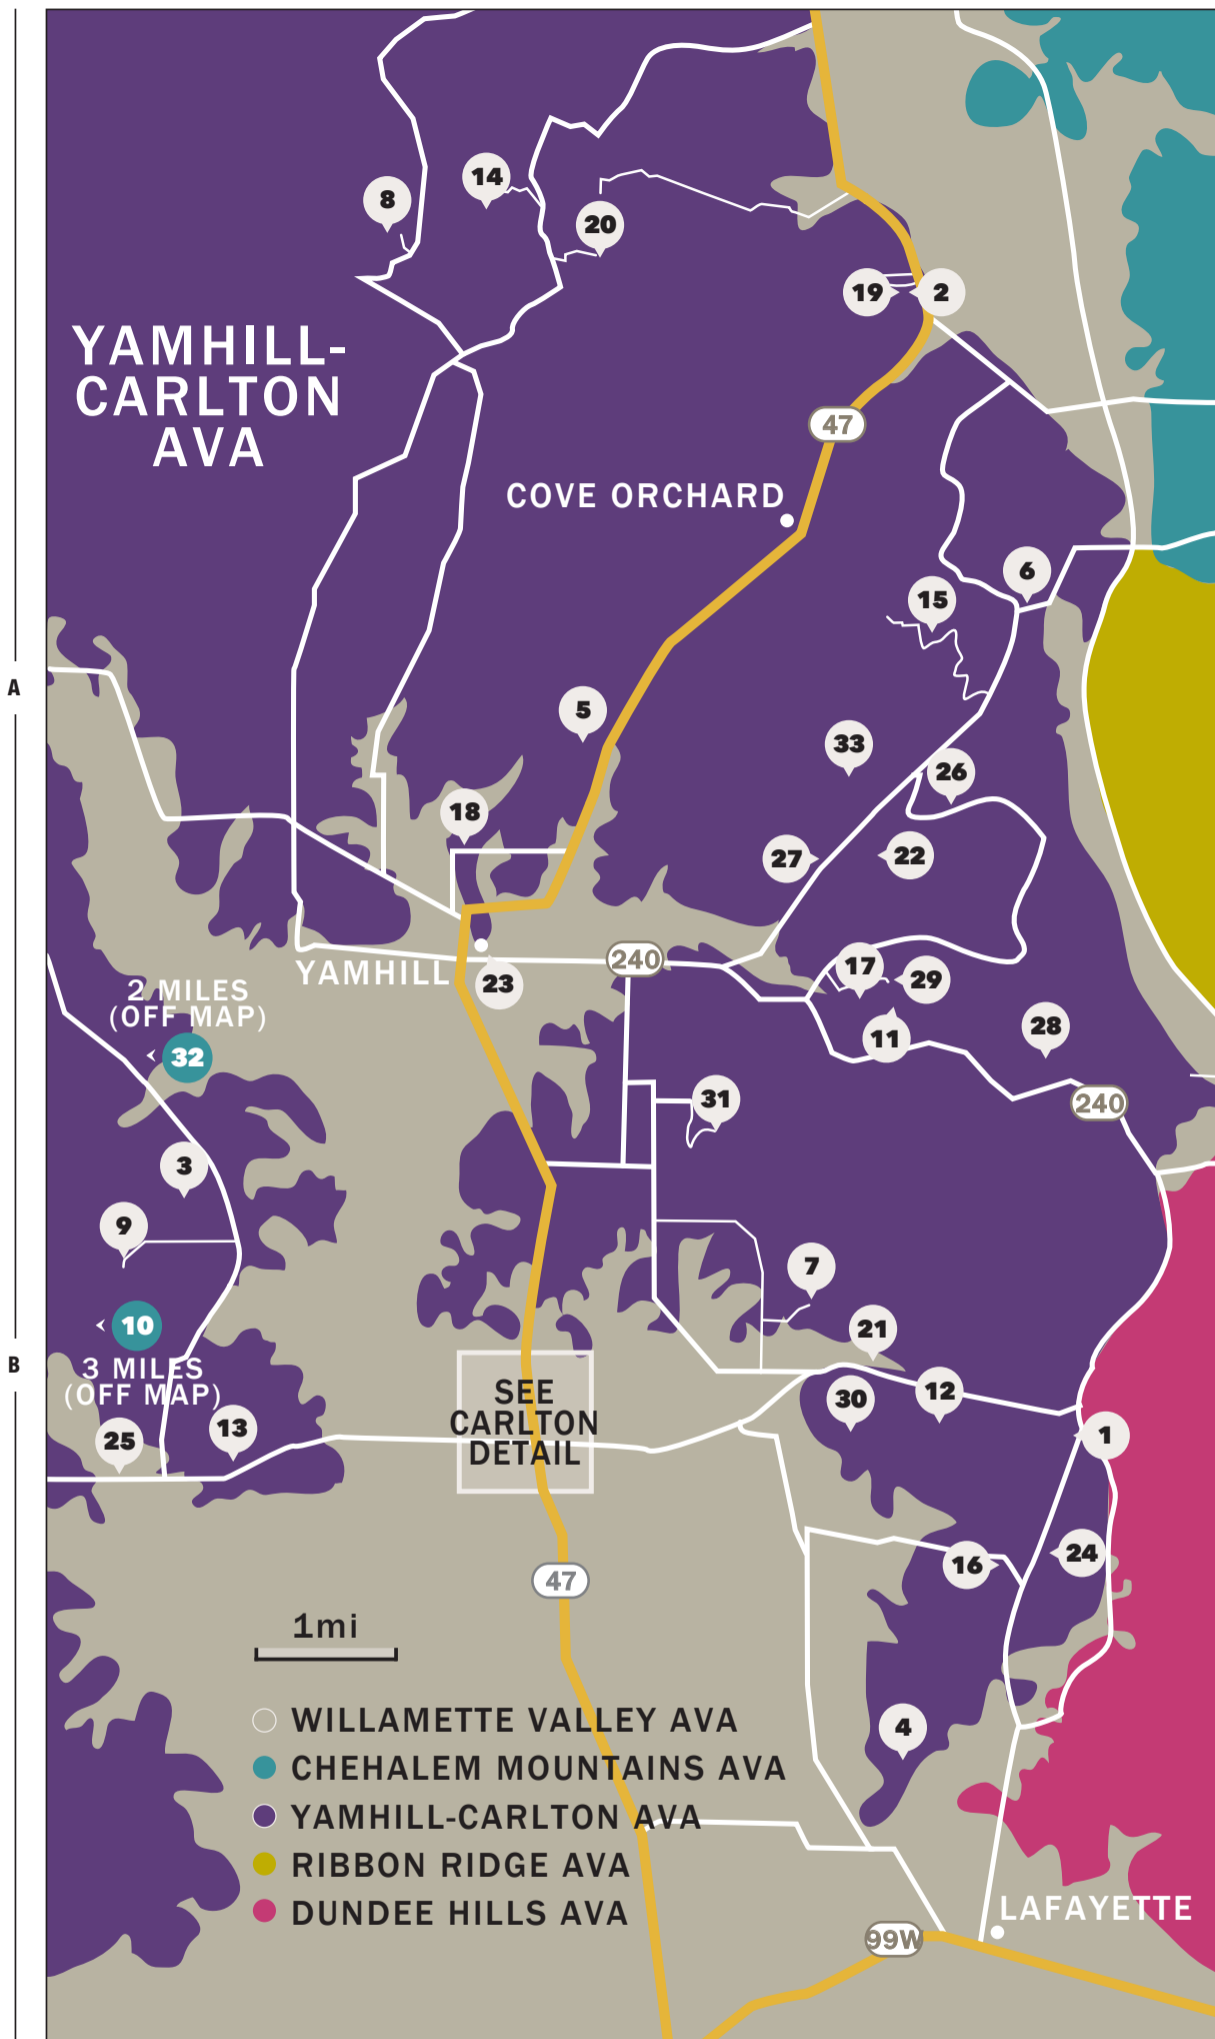 14
8
20
19
2
YAMHILL-
CARLTON
AVA
47
COVE ORCHARD
6
15
A
5
33
26
18
27
22
240
17
YAMHILL
23
29
2 MILES
(OFF MAP)
32
11
28
31
240
3
9
7
10
21
B
3 MILES
(OFF MAP)
SEE
CARLTON
DETAIL
30
12
25
13
1
16
24
47
1mi
WILLAMETTE VALLEY AVA
4
CHEHALEM MOUNTAINS AVA
YAMHILL-CARLTON AVA
RIBBON RIDGE AVA
DUNDEE HILLS AVA
LAFAYETTE
99W